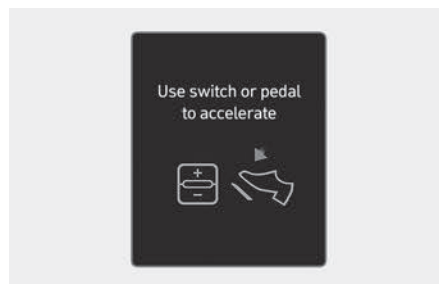 Use switch or pedal
to accelerate
+
−